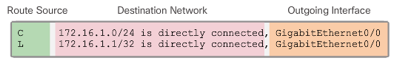 Route Source Destination Network Outgoing Interface
C 172.16.1.0/24 is directly connected, GigabitEthernet0/0
L 172.16.1.1/32 is directly connected, GigabitEthernet0/0